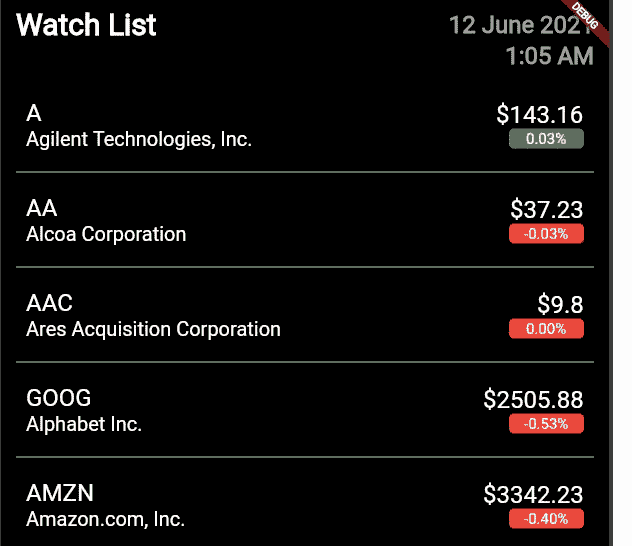 Watch List
12 June 2021
1:05 AM
DEBUG
A
$143.16
Agilent Technologies, Inc.
0.03%
AA
$37.23
Alcoa Corporation
-0.03%
AAC
$9.8
Ares Acquisition Corporation
0.00%
GOOG
$2505.88
Alphabet Inc.
-0.53%
AMZN
$3342.23
Amazon.com, Inc.
-0.40%